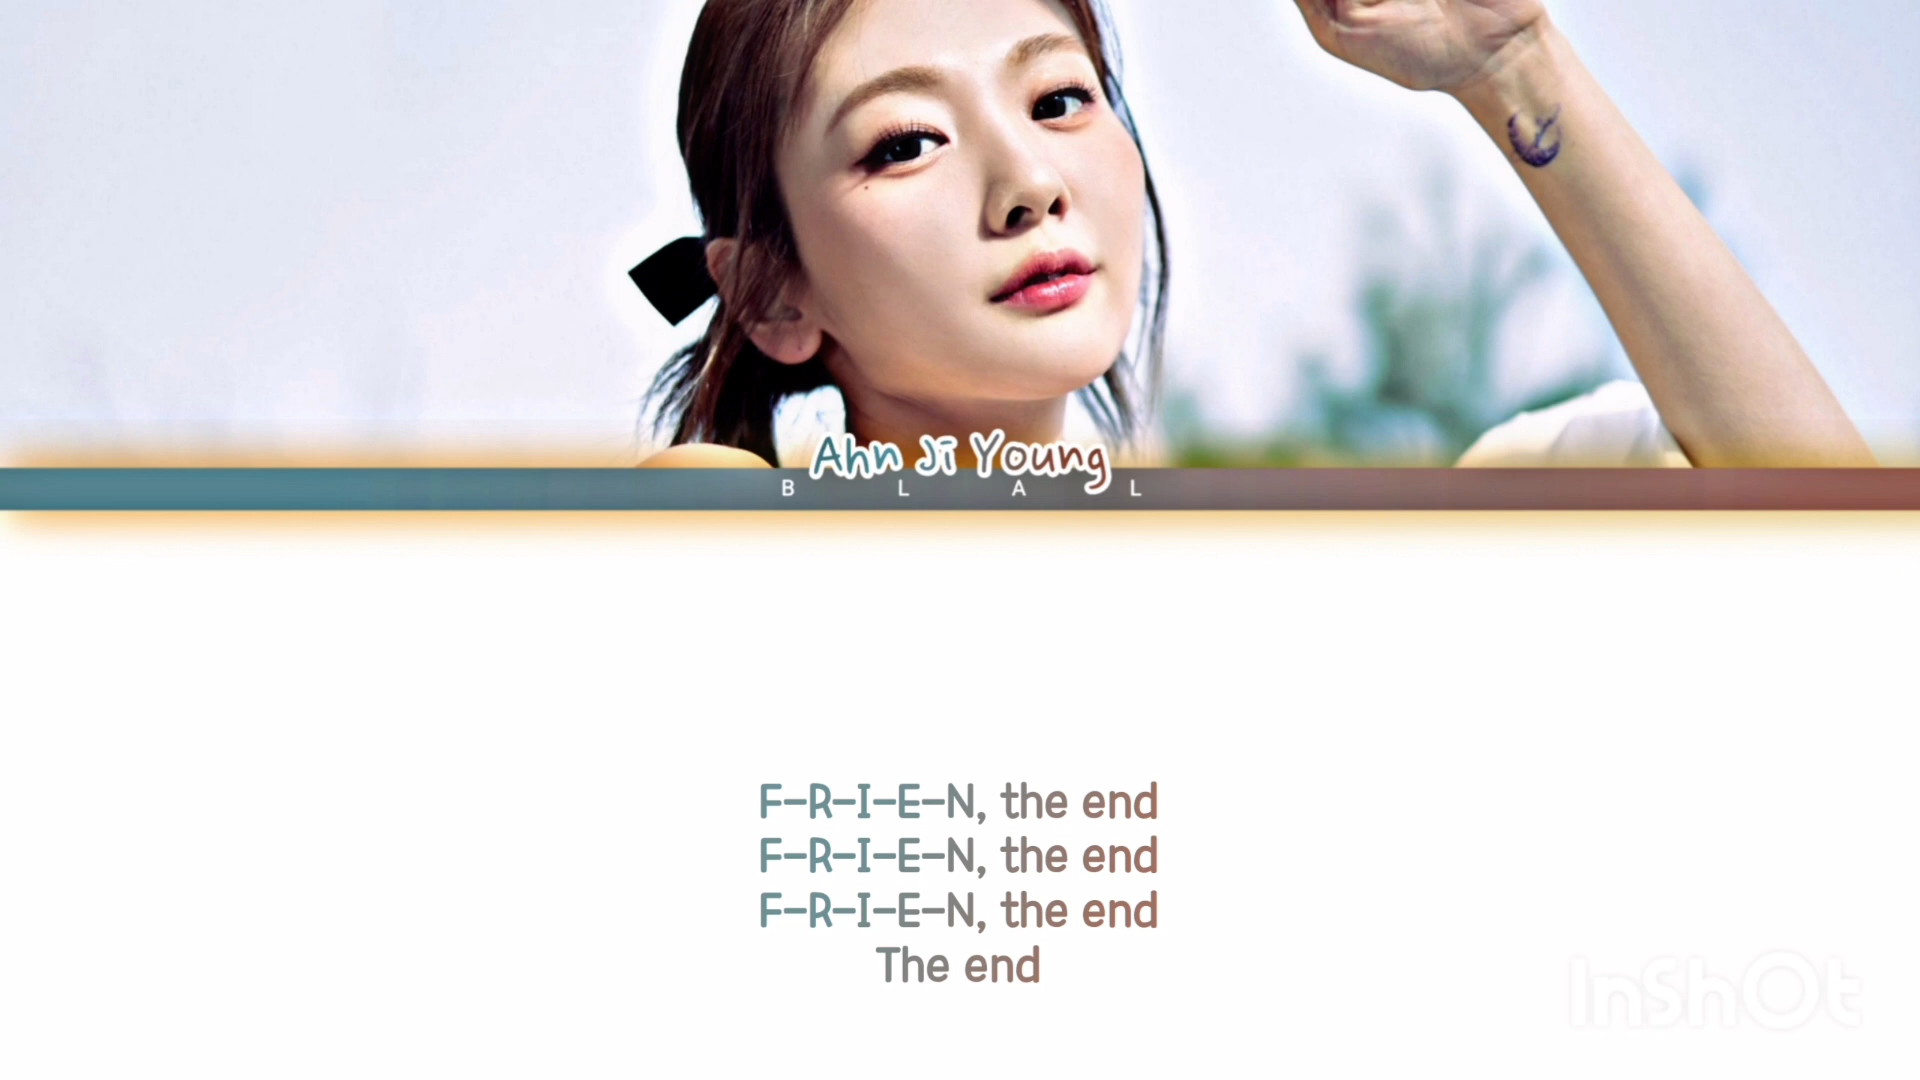 Ahn Ji Young
B L A L
F-R-I-E-N, the end
F-R-I-E-N, the end
F-R-I-E-N, the end
The end
InShOt